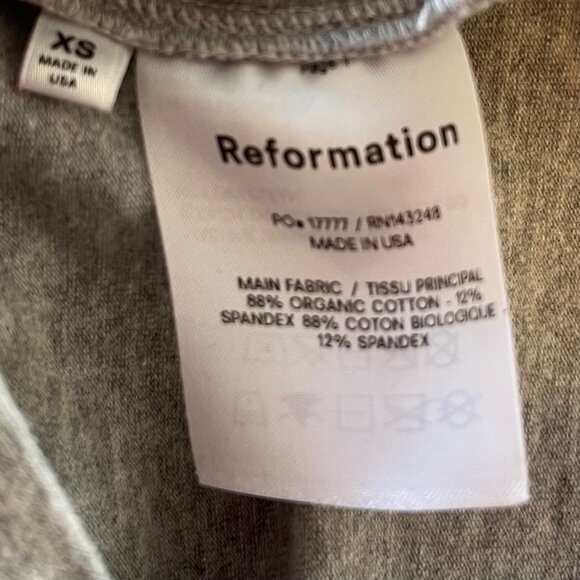 XS
MADE IN
USA
Reformation
PO# 17777 / RN143248
MADE IN USA
MAIN FABRIC / TISSU PRINCIPAL
88% ORGANIC COTTON - 12%
SPANDEX 88% COTON BIOLOGIQUE
12% SPANDEX